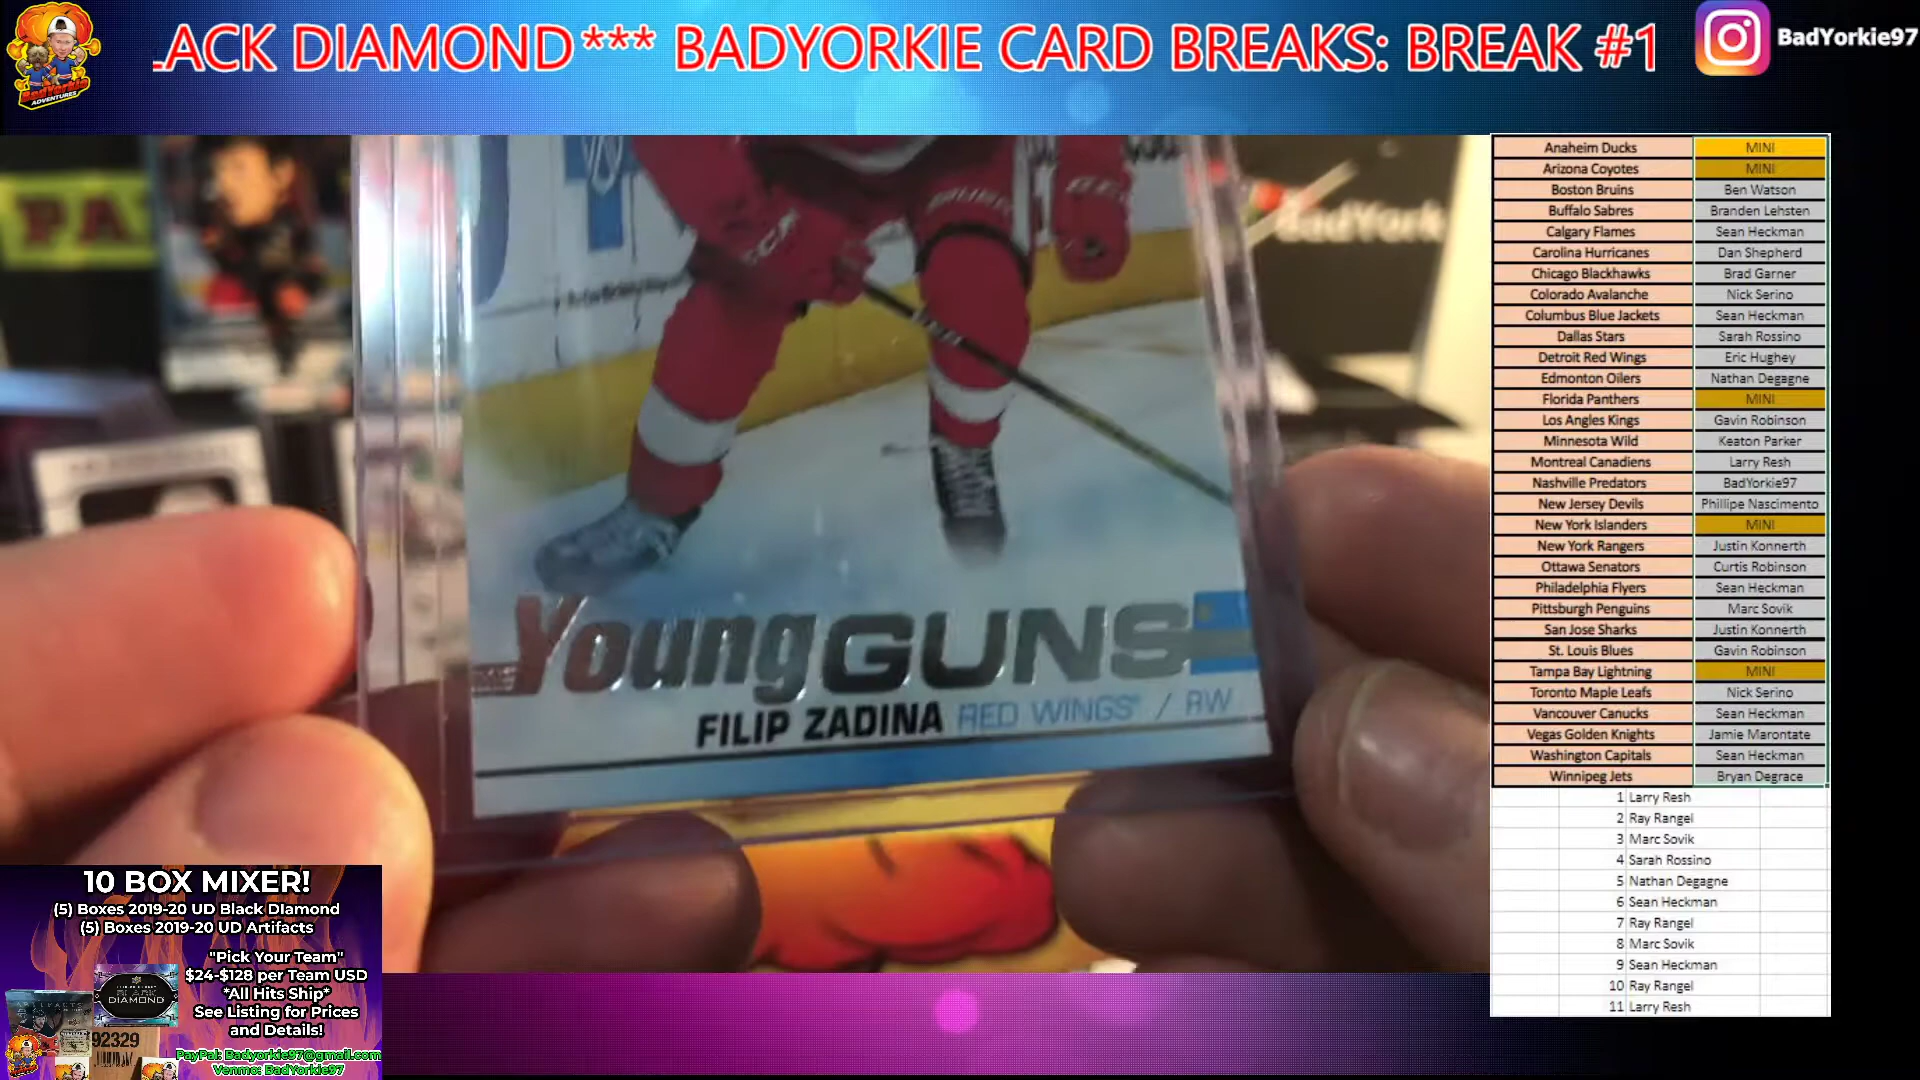 .ACK DIAMOND*** BADYORKIE CARD BREAKS: BREAK #1
BadYorkie97
BadYorkie
ADVENTURES
PA
BadYork
CCM
Young GUNS
FILIP ZADINA RED WINGS / RW
Anaheim Ducks MINI
Arizona Coyotes MINI
Boston Bruins Ben Watson
Buffalo Sabres Branden Lehsten
Calgary Flames Sean Heckman
Carolina Hurricanes Dan Shepherd
Chicago Blackhawks Brad Garner
Colorado Avalanche Nick Serino
Columbus Blue Jackets Sean Heckman
Dallas Stars Sarah Rossino
Detroit Red Wings Eric Hughey
Edmonton Oilers Nathan Degagne
Florida Panthers MINI
Los Angles Kings Gavin Robinson
Minnesota Wild Keaton Parker
Montreal Canadiens Larry Resh
Nashville Predators BadYorkie97
New Jersey Devils Phillipe Nascimento
New York Islanders MINI
New York Rangers Justin Konnerth
Ottawa Senators Curtis Robinson
Philadelphia Flyers Sean Heckman
Pittsburgh Penguins Marc Sovik
San Jose Sharks Justin Konnerth
St. Louis Blues Gavin Robinson
Tampa Bay Lightning MINI
Toronto Maple Leafs Nick Serino
Vancouver Canucks Sean Heckman
Vegas Golden Knights Jamie Marontate
Washington Capitals Sean Heckman
Winnipeg Jets Bryan Degrace
1 Larry Resh
2 Ray Rangel
3 Marc Sovik
4 Sarah Rossino
5 Nathan Degagne
6 Sean Heckman
7 Ray Rangel
8 Marc Sovik
9 Sean Heckman
10 Ray Rangel
11 Larry Resh
10 BOX MIXER!
(5) Boxes 2019-20 UD Black DIamond
(5) Boxes 2019-20 UD Artifacts
"Pick Your Team"
$24-$128 per Team USD
*All Hits Ship*
See Listing for Prices
and Details!
BLACK
DIAMOND
ARTIFACTS
92329
PayPal: Badyorkie97@gmail.com
Venmo: BadYorkie97